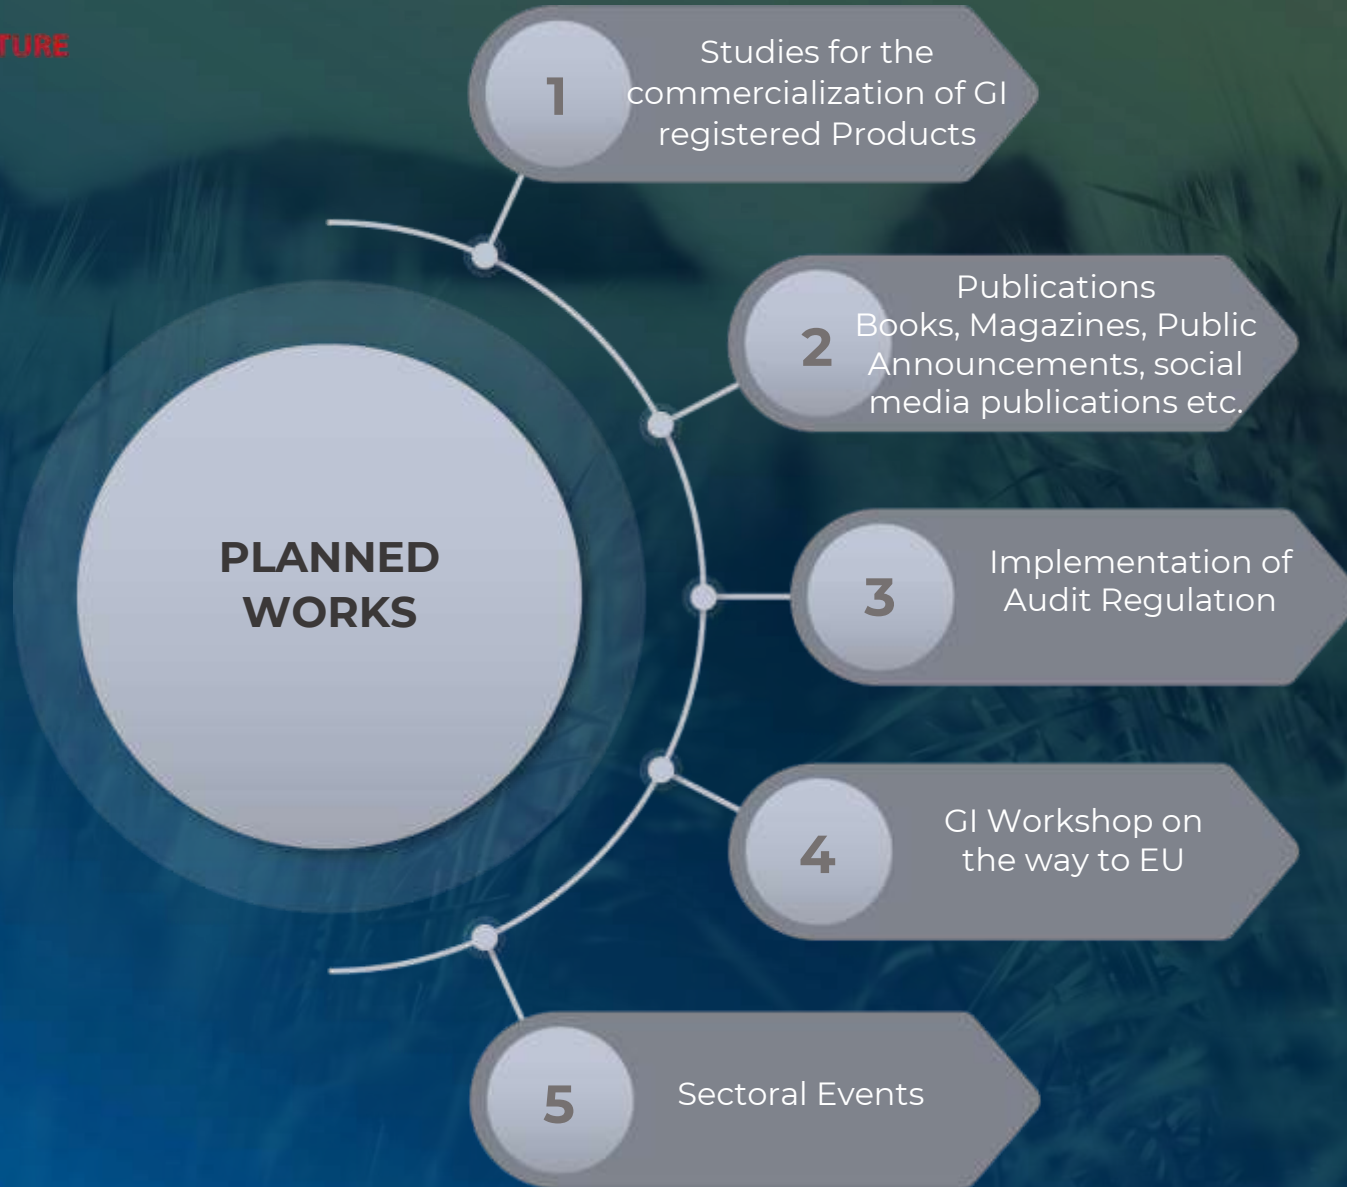 TURE
1
Studies for the
commercialization of GI
registered Products
2
Publications
Books, Magazines, Public
Announcements, social
media publications etc.
3
Implementation of
Audit Regulatıon
PLANNED
WORKS
4
GI Workshop on
the way to EU
5
Sectoral Events